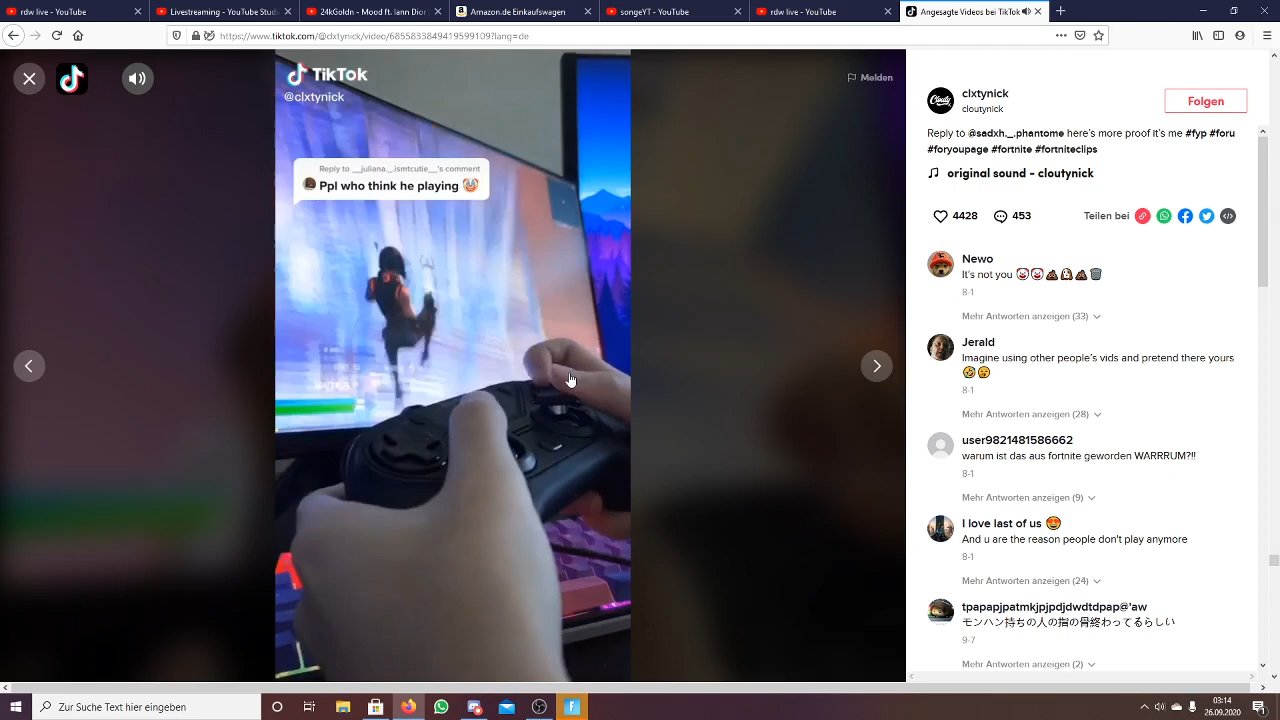 rdw live - YouTube
Livestreaming - YouTube Stud
24kGoldn - Mood ft. Iann Dior
Amazon.de Einkaufswagen
songeYT - YouTube
rdw live - YouTube
Angesagte Videos bei TikTok
https://www.tiktok.com/@clxtynick/video/6855833849419599109?lang=de
TikTok
@clxtynick
Melden
Reply to __juliana._.ismtcutie__'s comment
Ppl who think he playing 🤡
clxtynick
cloutynick
Folgen
Reply to @sadxh._.phantome here's more proof it's me #fyp #foru
#foryoupage #fortnite #fortniteclips
original sound - cloutynick
4428
453
Teilen bei
Newo
It's not you 🤡🤡💩🤡💩🗑️
8-1
Mehr Antworten anzeigen (33)
Jerald
Imagine using other people's vids and pretend there yours
🤣😴
8-1
Mehr Antworten anzeigen (28)
user9821481586662
warum ist das aus fortnite geworden WARRRUM?!!
8-1
Mehr Antworten anzeigen (9)
I love last of us 😍
And u are the reason people don't play anymore
8-1
Mehr Antworten anzeigen (24)
tpapapjpatmkjpjpdjdwdtdpap@'aw
モンハン持ちの人の指の骨終わってるらしい
9-7
Mehr Antworten anzeigen (2)
Zur Suche Text hier eingeben
03:14
26.09.2020